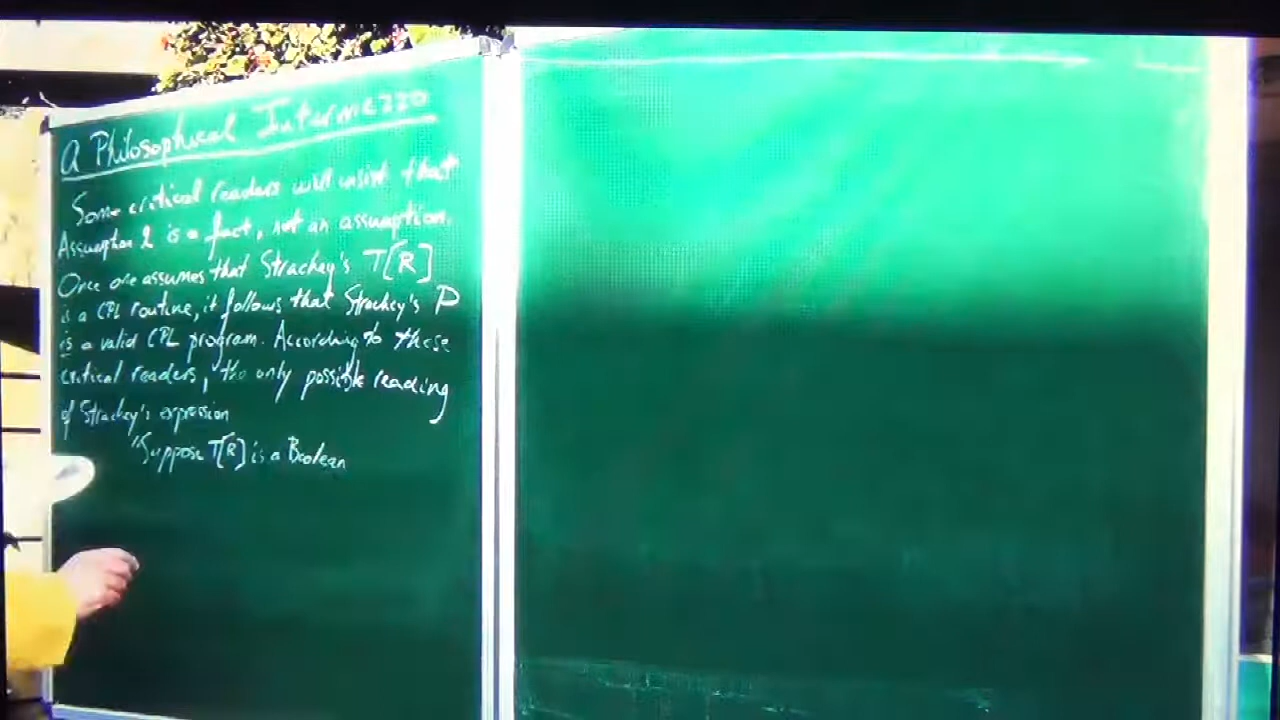 A Philosophical Intermezzo
Some critical readers will insist that
Assumption 2 is a fact, not an assumption.
Once one assumes that Strachey's T[R]
is a CPL routine, it follows that Strachey's P
is a valid CPL program. According to these
critical readers, the only possible reading
of Strachey's expression
"Suppose T[R] is a Boolean